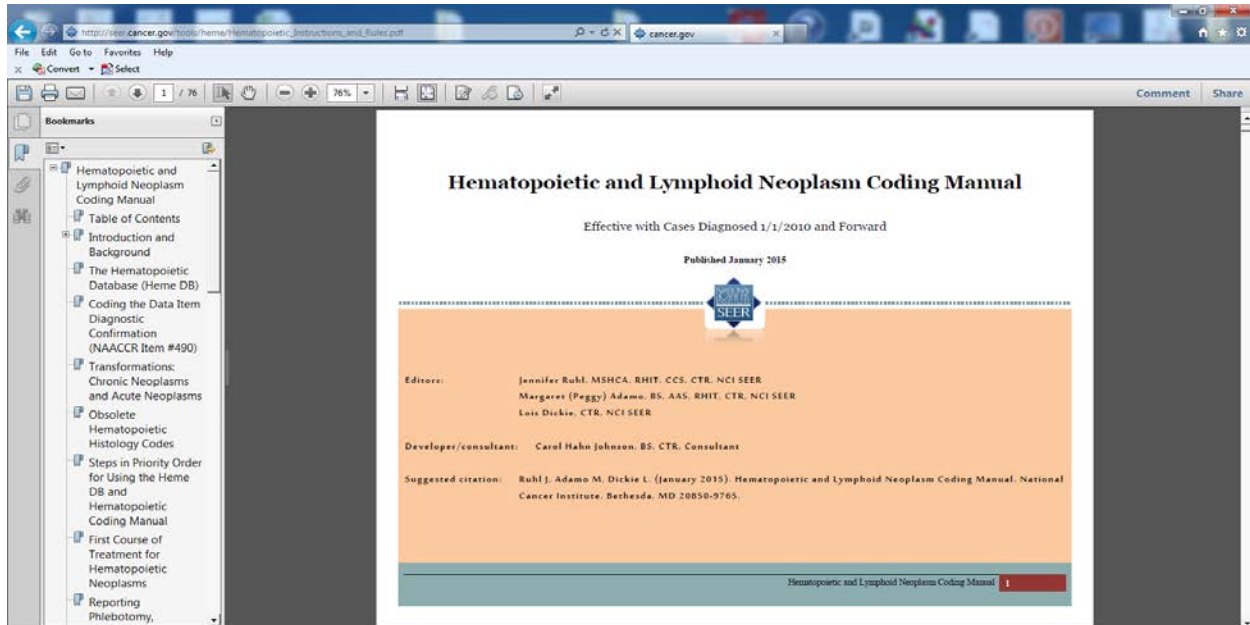 http://seer.cancer.gov/tools/heme/Hematopoietic_Instructions_and_Rules.pdf
cancer.gov
File Edit Go to Favorites Help
x Convert Select
1 / 76 76% Comment Share
Bookmarks
Hematopoietic and
Lymphoid Neoplasm
Coding Manual
Table of Contents
Introduction and
Background
The Hematopoietic
Database (Heme DB)
Coding the Data Item
Diagnostic
Confirmation
(NAACCR Item #490)
Transformations:
Chronic Neoplasms
and Acute Neoplasms
Obsolete
Hematopoietic
Histology Codes
Steps in Priority Order
for Using the Heme
DB and
Hematopoietic
Coding Manual
First Course of
Treatment for
Hematopoietic
Neoplasms
Reporting
Phlebotomy,
Hematopoietic and Lymphoid Neoplasm Coding Manual
Effective with Cases Diagnosed 1/1/2010 and Forward
Published January 2015
NATIONAL
CANCER
SEER
Editors: Jennifer Ruhl, MSHCA, RHIT, CCS, CTR, NCI SEER
Margaret (Peggy) Adamo, BS, AAS, RHIT, CTR, NCI SEER
Lois Dickie, CTR, NCI SEER
Developer/consultant: Carol Hahn Johnson, BS, CTR, Consultant
Suggested citation: Ruhl J, Adamo M, Dickie L. (January 2015). Hematopoietic and Lymphoid Neoplasm Coding Manual. National
Cancer Institute, Bethesda, MD 20850-9765.
Hematopoietic and Lymphoid Neoplasm Coding Manual 1